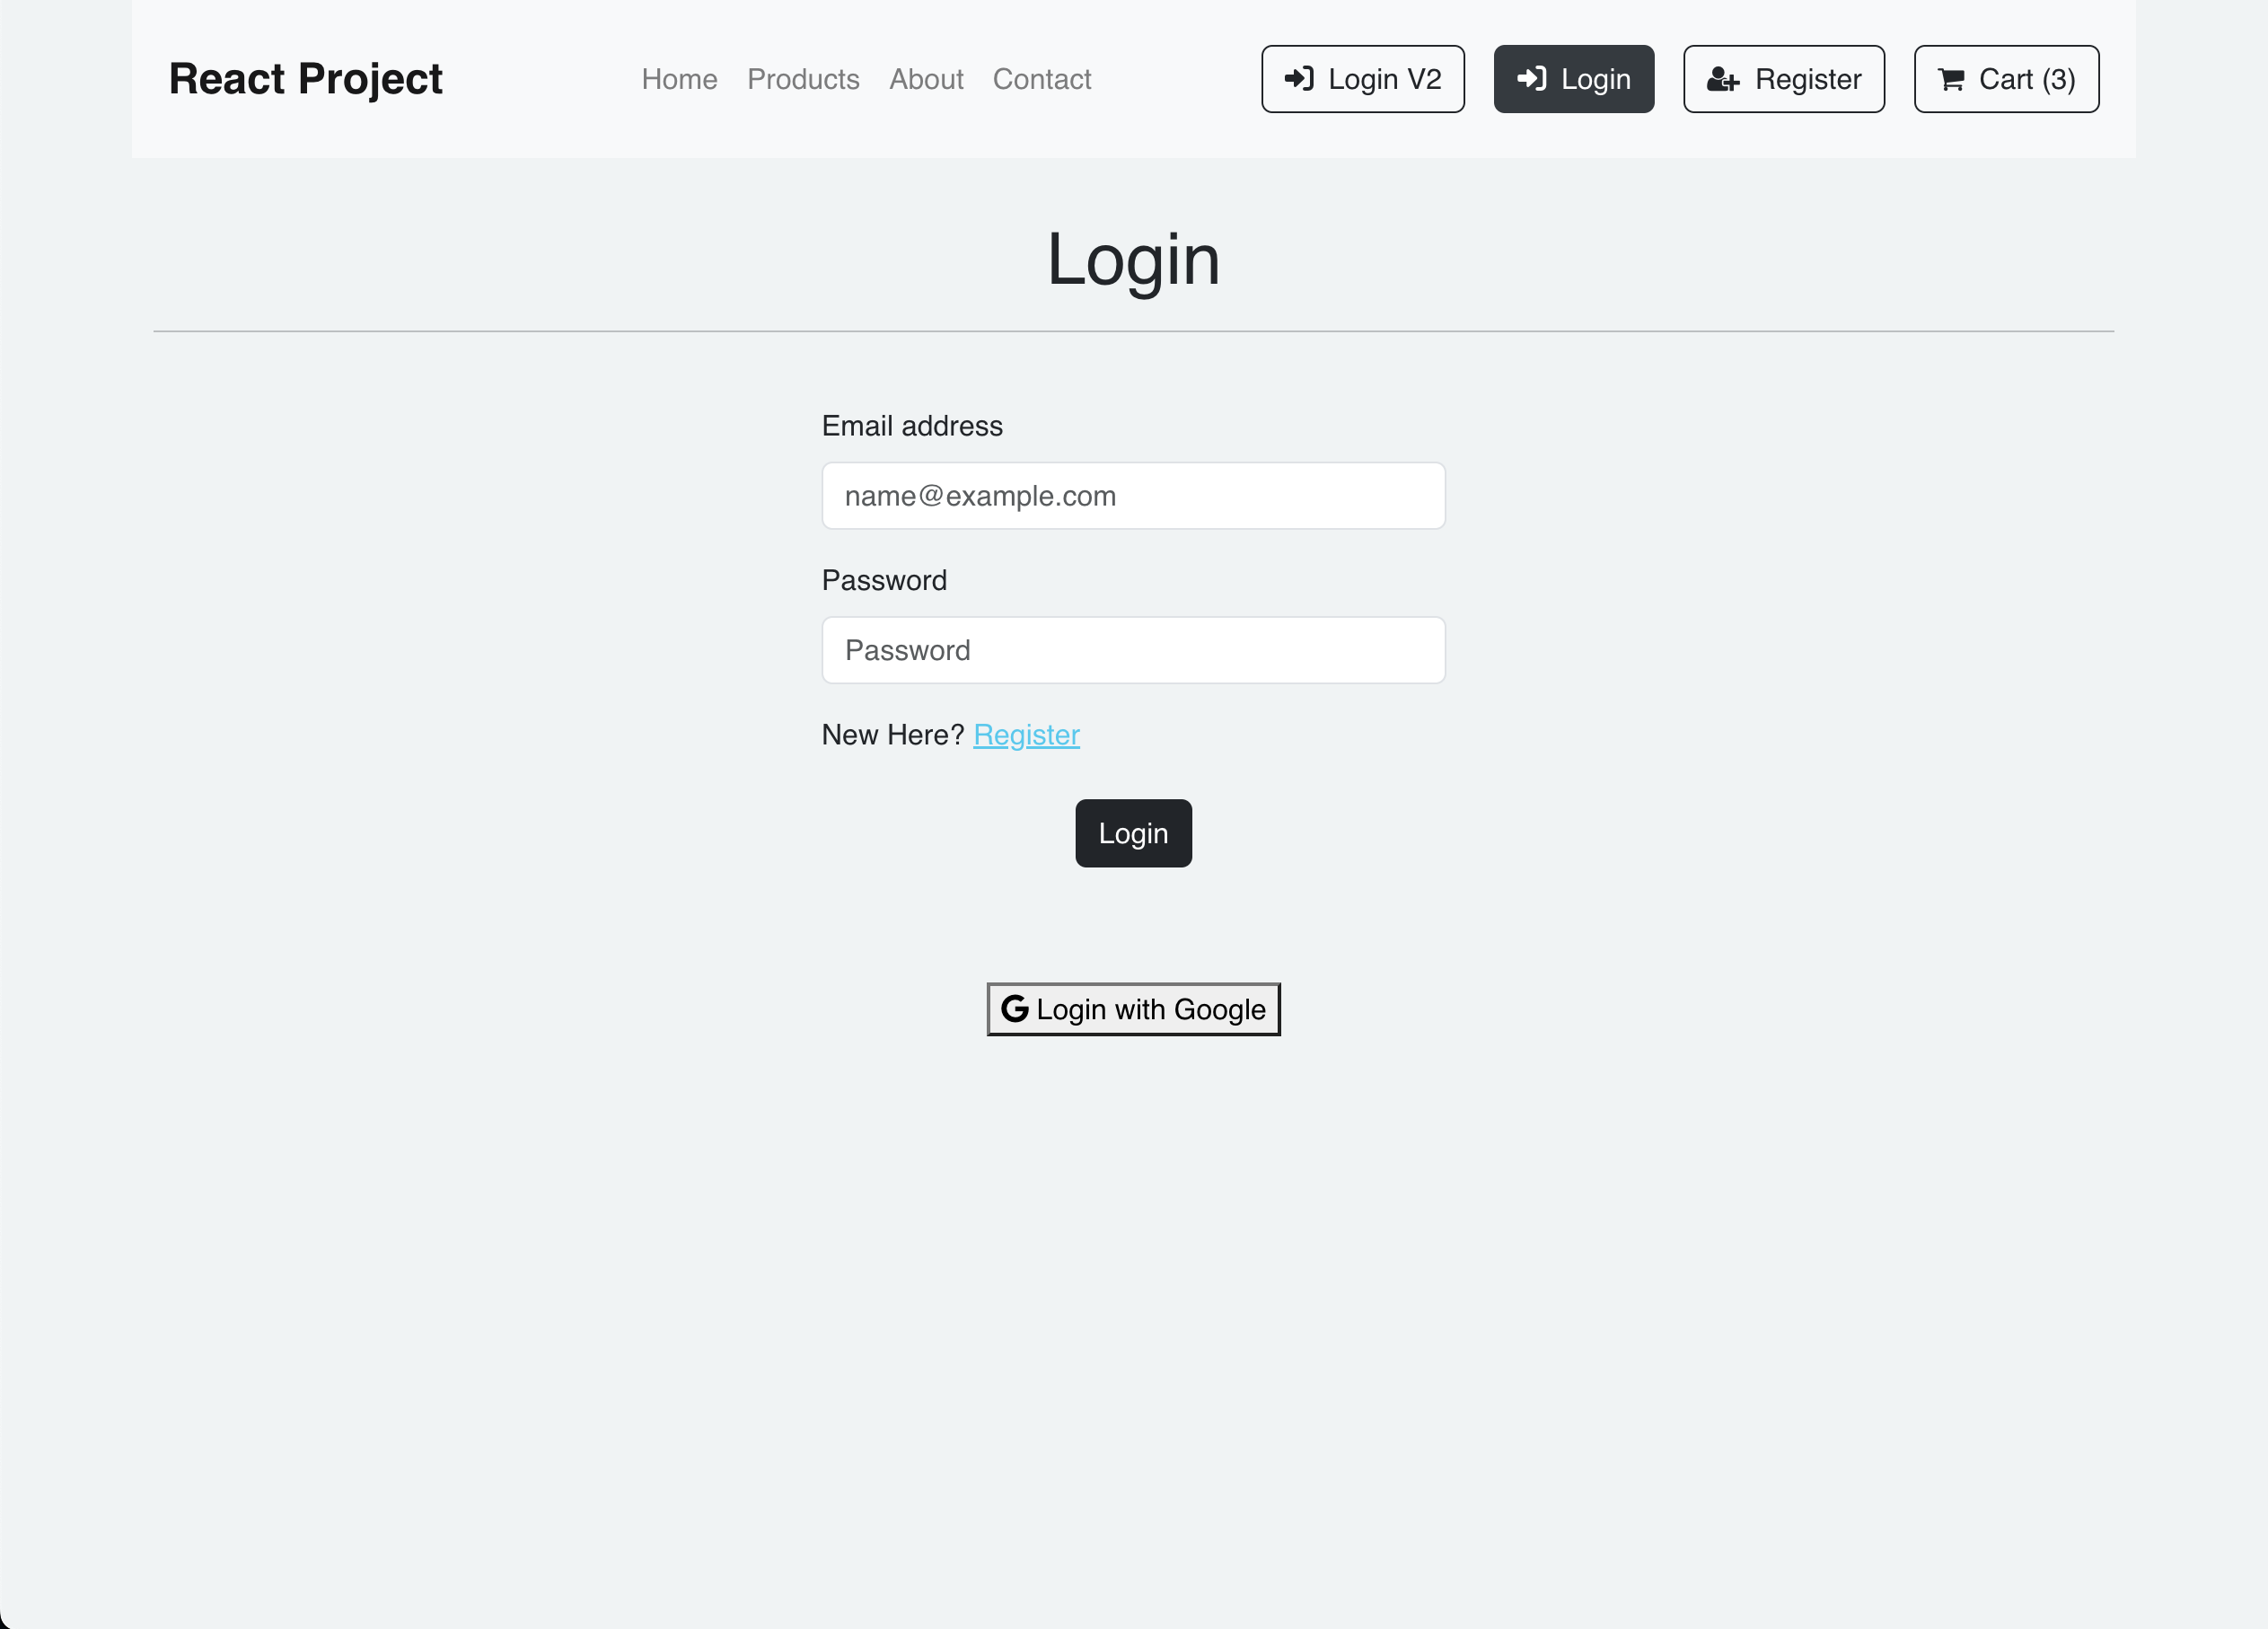 React Project
Home Products About Contact
Login V2 Login Register Cart (3)
Login
Email address
name@example.com
Password
Password
New Here? Register
Login
Login with Google